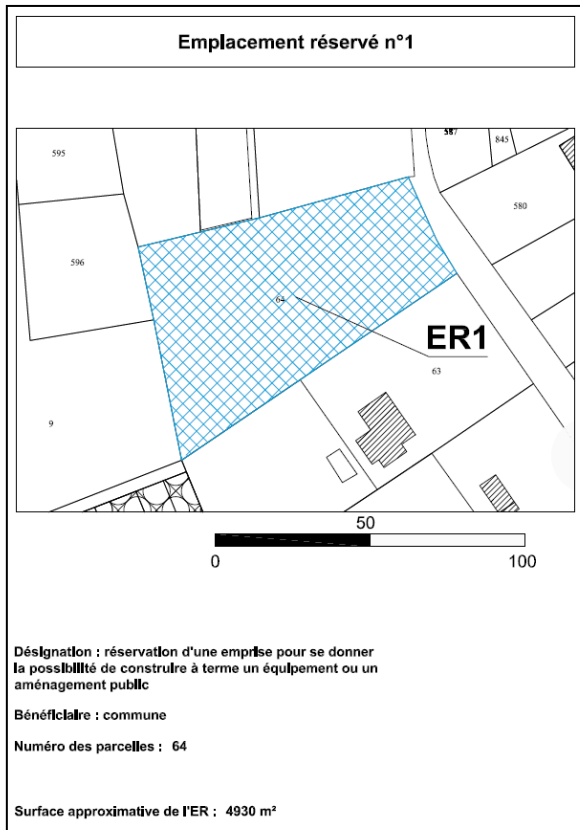 Emplacement réservé n°1
587
845
595
580
596
64
ER1
63
9
50
0
100
Désignation : réservation d'une emprise pour se donner
la possibilité de construire à terme un équipement ou un
aménagement public
Bénéficiaire : commune
Numéro des parcelles : 64
Surface approximative de l'ER : 4930 m²